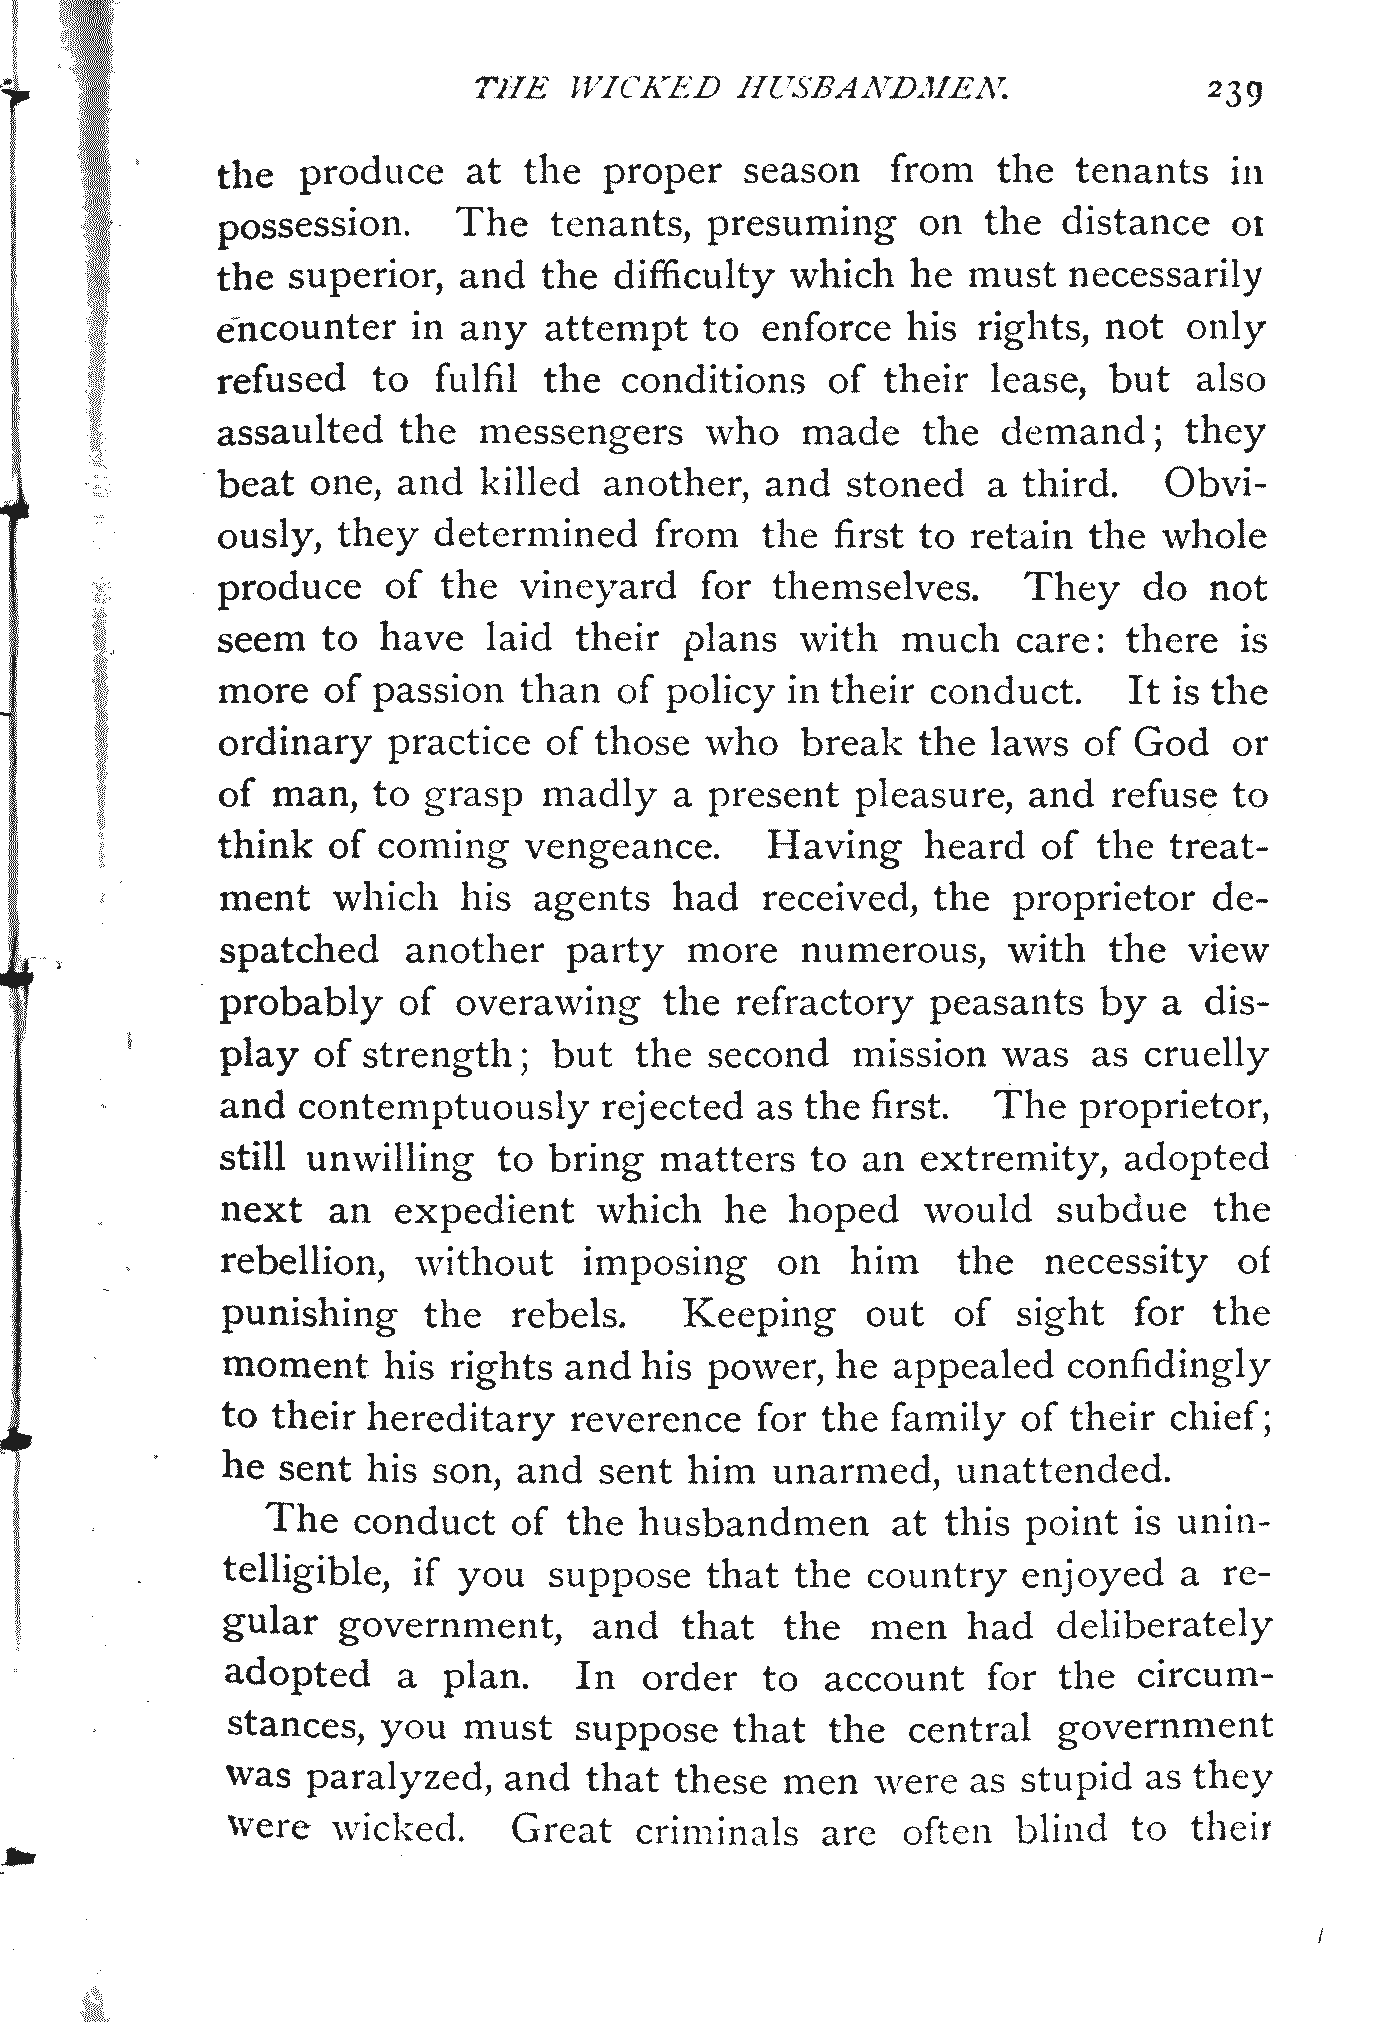 THE WICKED HUSBANDMEN. 239
the produce at the proper season from the tenants in
possession. The tenants, presuming on the distance of
the superior, and the difficulty which he must necessarily
encounter in any attempt to enforce his rights, not only
refused to fulfil the conditions of their lease, but also
assaulted the messengers who made the demand; they
beat one, and killed another, and stoned a third. Obvi-
ously, they determined from the first to retain the whole
produce of the vineyard for themselves. They do not
seem to have laid their plans with much care: there is
more of passion than of policy in their conduct. It is the
ordinary practice of those who break the laws of God or
of man, to grasp madly a present pleasure, and refuse to
think of coming vengeance. Having heard of the treat-
ment which his agents had received, the proprietor de-
spatched another party more numerous, with the view
probably of overawing the refractory peasants by a dis-
play of strength; but the second mission was as cruelly
and contemptuously rejected as the first. The proprietor,
still unwilling to bring matters to an extremity, adopted
next an expedient which he hoped would subdue the
rebellion, without imposing on him the necessity of
punishing the rebels. Keeping out of sight for the
moment his rights and his power, he appealed confidingly
to their hereditary reverence for the family of their chief;
he sent his son, and sent him unarmed, unattended.
The conduct of the husbandmen at this point is unin-
telligible, if you suppose that the country enjoyed a re-
gular government, and that the men had deliberately
adopted a plan. In order to account for the circum-
stances, you must suppose that the central government
was paralyzed, and that these men were as stupid as they
were wicked. Great criminals are often blind to their